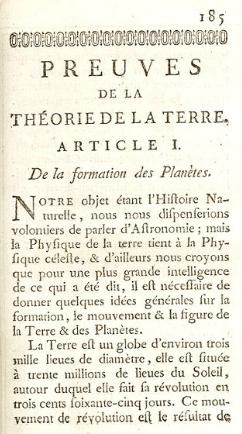 185
PREUVES
DE LA
THÉORIE DE LA TERRE.
ARTICLE I.
De la formation des Planètes.
NOTRE objet étant l'Histoire Na-
turelle, nous nous dispenserions
volontiers de parler d'Astronomie ; mais
la Physique de la terre tient à la Phy-
sique céleste, & d'ailleurs nous croyons
que pour une plus grande intelligence
de ce qui a été dit, il est nécessaire de
donner quelques idées générales sur la
formation, le mouvement & la figure de
la Terre & des Planètes.
La Terre est un globe d'environ trois
mille lieues de diamètre, elle est située
à trente millions de lieues du Soleil,
autour duquel elle fait sa révolution en
trois cents soixante-cinq jours. Ce mou-
vement de révolution est le résultat de